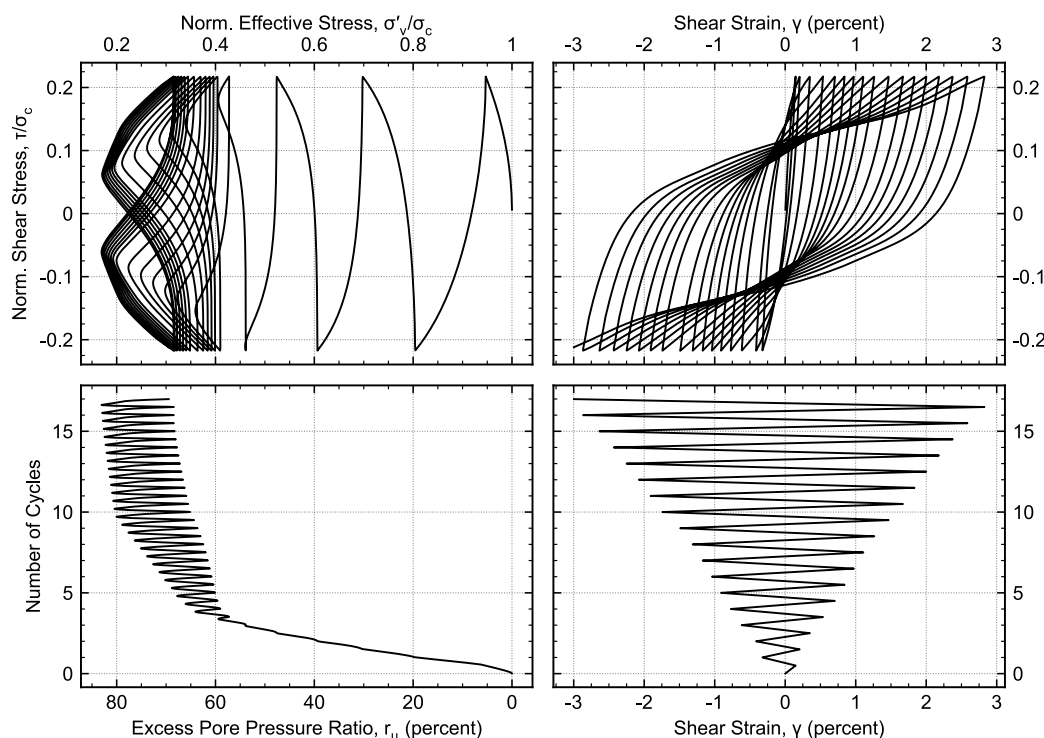 Norm. Effective Stress, σ′v/σc
0.2 0.4 0.6 0.8 1
Shear Strain, γ (percent)
-3 -2 -1 0 1 2 3
Norm. Shear Stress, τ/σc
0.2
0.1
0
-0.1
-0.2
0.2
0.1
0
-0.1
-0.2
Number of Cycles
15
10
5
0
15
10
5
0
80 60 40 20 0
Excess Pore Pressure Ratio, ru (percent)
-3 -2 -1 0 1 2 3
Shear Strain, γ (percent)